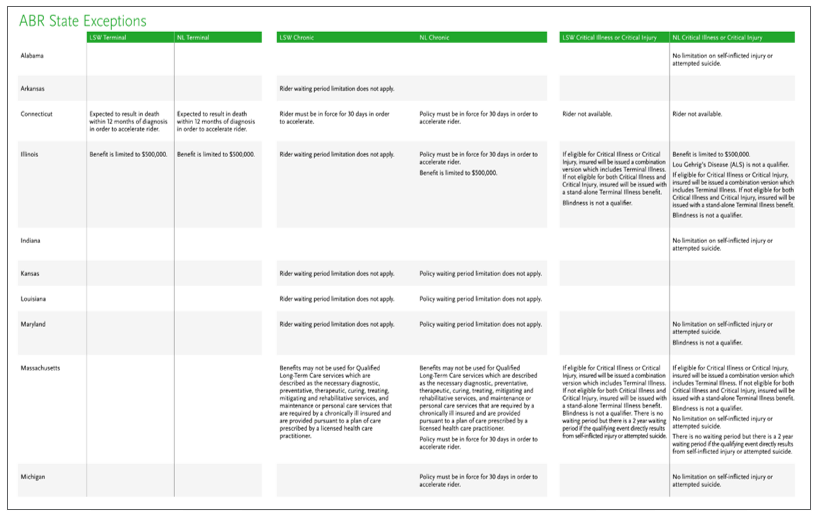 ABR State Exceptions
LSW Terminal
NL Terminal
LSW Chronic
NL Chronic
LSW Critical Illness or Critical Injury
NL Critical Illness or Critical Injury
Alabama
No limitation on self-inflicted injury or
attempted suicide.
Arkansas
Rider waiting period limitation does not apply.
Connecticut
Expected to result in death
within 12 months of diagnosis
in order to accelerate rider.
Expected to result in death
within 12 months of diagnosis
in order to accelerate rider.
Rider must be in force for 30 days in order
to accelerate.
Policy must be in force for 30 days in order to
accelerate rider.
Rider not available.
Rider not available.
Illinois
Benefit is limited to $500,000.
Benefit is limited to $500,000.
Rider waiting period limitation does not apply.
Policy must be in force for 30 days in order to
accelerate rider.
Benefit is limited to $500,000.
If eligible for Critical Illness or Critical
Injury, insured will be issued a combination
version which includes Terminal Illness.
If not eligible for both Critical Illness and
Critical Injury, insured will be issued with
a stand-alone Terminal Illness benefit.
Blindness is not a qualifier.
Benefit is limited to $500,000.
Lou Gehrig's Disease (ALS) is not a qualifier.
If eligible for Critical Illness or Critical Injury,
insured will be issued a combination version which
includes Terminal Illness. If not eligible for both
Critical Illness and Critical Injury, insured will be
issued with a stand-alone Terminal Illness benefit.
Blindness is not a qualifier.
Indiana
No limitation on self-inflicted injury or
attempted suicide.
Kansas
Rider waiting period limitation does not apply.
Policy waiting period limitation does not apply.
Louisiana
Rider waiting period limitation does not apply.
Policy waiting period limitation does not apply.
Maryland
Rider waiting period limitation does not apply.
Policy waiting period limitation does not apply.
No limitation on self-inflicted injury or
attempted suicide.
Blindness is not a qualifier.
Massachusetts
Benefits may not be used for Qualified
Long-Term Care services which are
described as the necessary diagnostic,
preventative, therapeutic, curing, treating,
mitigating and rehabilitative services, and
maintenance or personal care services that
are required by a chronically ill insured and
are provided pursuant to a plan of care
prescribed by a licensed health care
practitioner.
Benefits may not be used for Qualified
Long-Term Care services which are described
as the necessary diagnostic, preventative,
therapeutic, curing, treating, mitigating and
rehabilitative services, and maintenance or
personal care services that are required by a
chronically ill insured and are provided
pursuant to a plan of care prescribed by a
licensed health care practitioner.
Policy must be in force for 30 days in order to
accelerate rider.
If eligible for Critical Illness or Critical
Injury, insured will be issued a combination
version which includes Terminal Illness.
If not eligible for both Critical Illness and
Critical Injury, insured will be issued with
a stand-alone Terminal Illness benefit.
Blindness is not a qualifier. There is no
waiting period but there is a 2 year waiting
period if the qualifying event directly results
from self-inflicted injury or attempted suicide.
If eligible for Critical Illness or Critical Injury,
insured will be issued a combination version which
includes Terminal Illness. If not eligible for both
Critical Illness and Critical Injury, insured will be
issued with a stand-alone Terminal Illness benefit.
Blindness is not a qualifier.
No limitation on self-inflicted injury or
attempted suicide.
There is no waiting period but there is a 2 year
waiting period if the qualifying event directly results
from self-inflicted injury or attempted suicide.
Michigan
Policy must be in force for 30 days in order to
accelerate rider.
No limitation on self-inflicted injury or
attempted suicide.